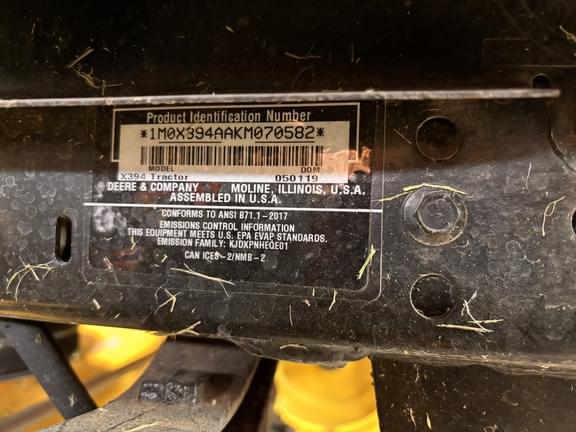 Product Identification Number
*1M0X394AAKM070582*
MODEL DOM
X394 Tractor 050119
DEERE & COMPANY MOLINE, ILLINOIS, U.S.A.
ASSEMBLED IN U.S.A.
CONFORMS TO ANSI B71.1-2017
EMISSIONS CONTROL INFORMATION
THIS EQUIPMENT MEETS U.S. EPA EVAP STANDARDS.
EMISSION FAMILY: KJDXPNHEQE01
CAN ICES-2/NMB-2